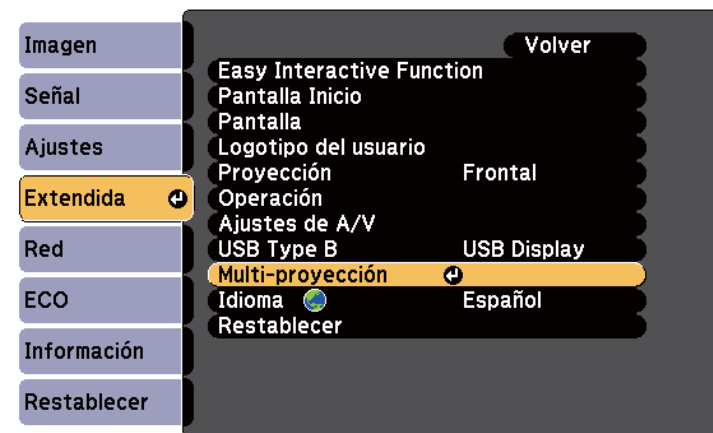 Imagen
Señal
Ajustes
Extendida
Red
ECO
Información
Restablecer
Volver
Easy Interactive Function
Pantalla Inicio
Pantalla
Logotipo del usuario
Proyección Frontal
Operación
Ajustes de A/V
USB Type B USB Display
Multi-proyección
Idioma Español
Restablecer